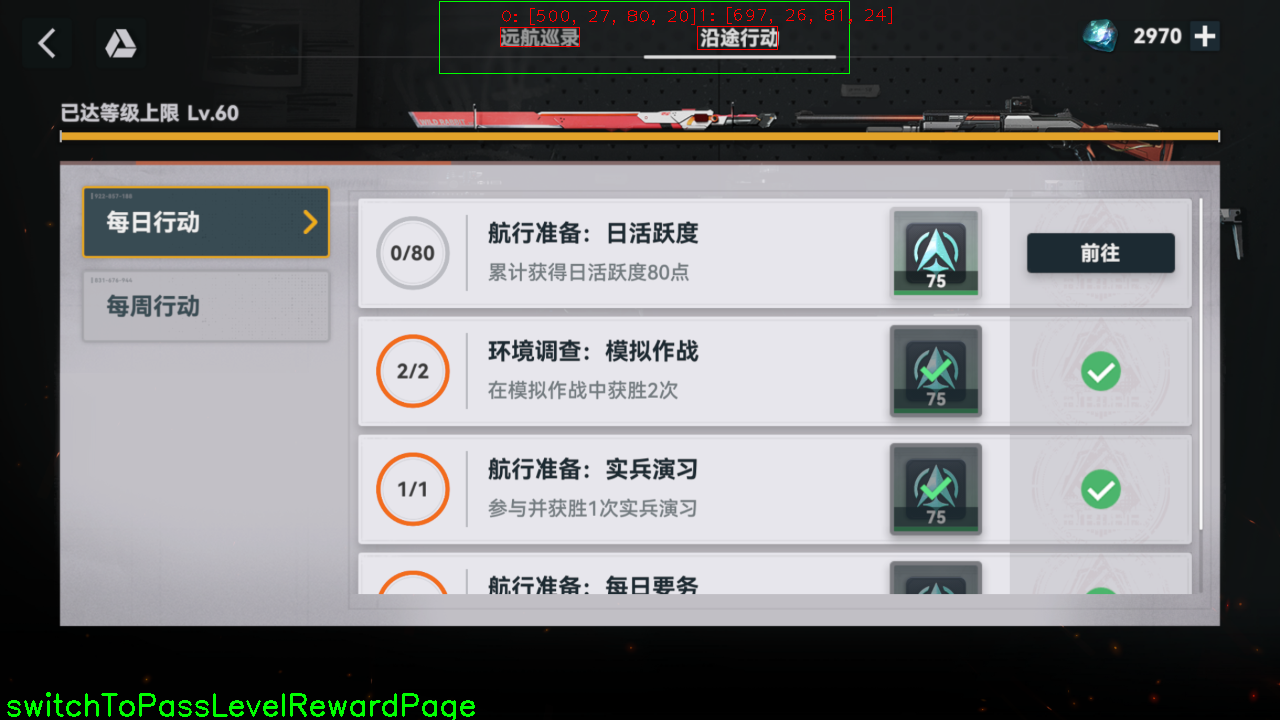 0: [500, 27, 80, 20]1: [697, 26, 81, 24]
远航巡录
沿途行动
2970
已达等级上限 Lv.60
WILD RABBIT
每日行动
每周行动
0/80
航行准备：日活跃度
累计获得日活跃度80点
75
前往
2/2
环境调查：模拟作战
在模拟作战中获胜2次
75
1/1
航行准备：实兵演习
参与并获胜1次实兵演习
75
航行准备：每日要务
switchToPassLevelRewardPage